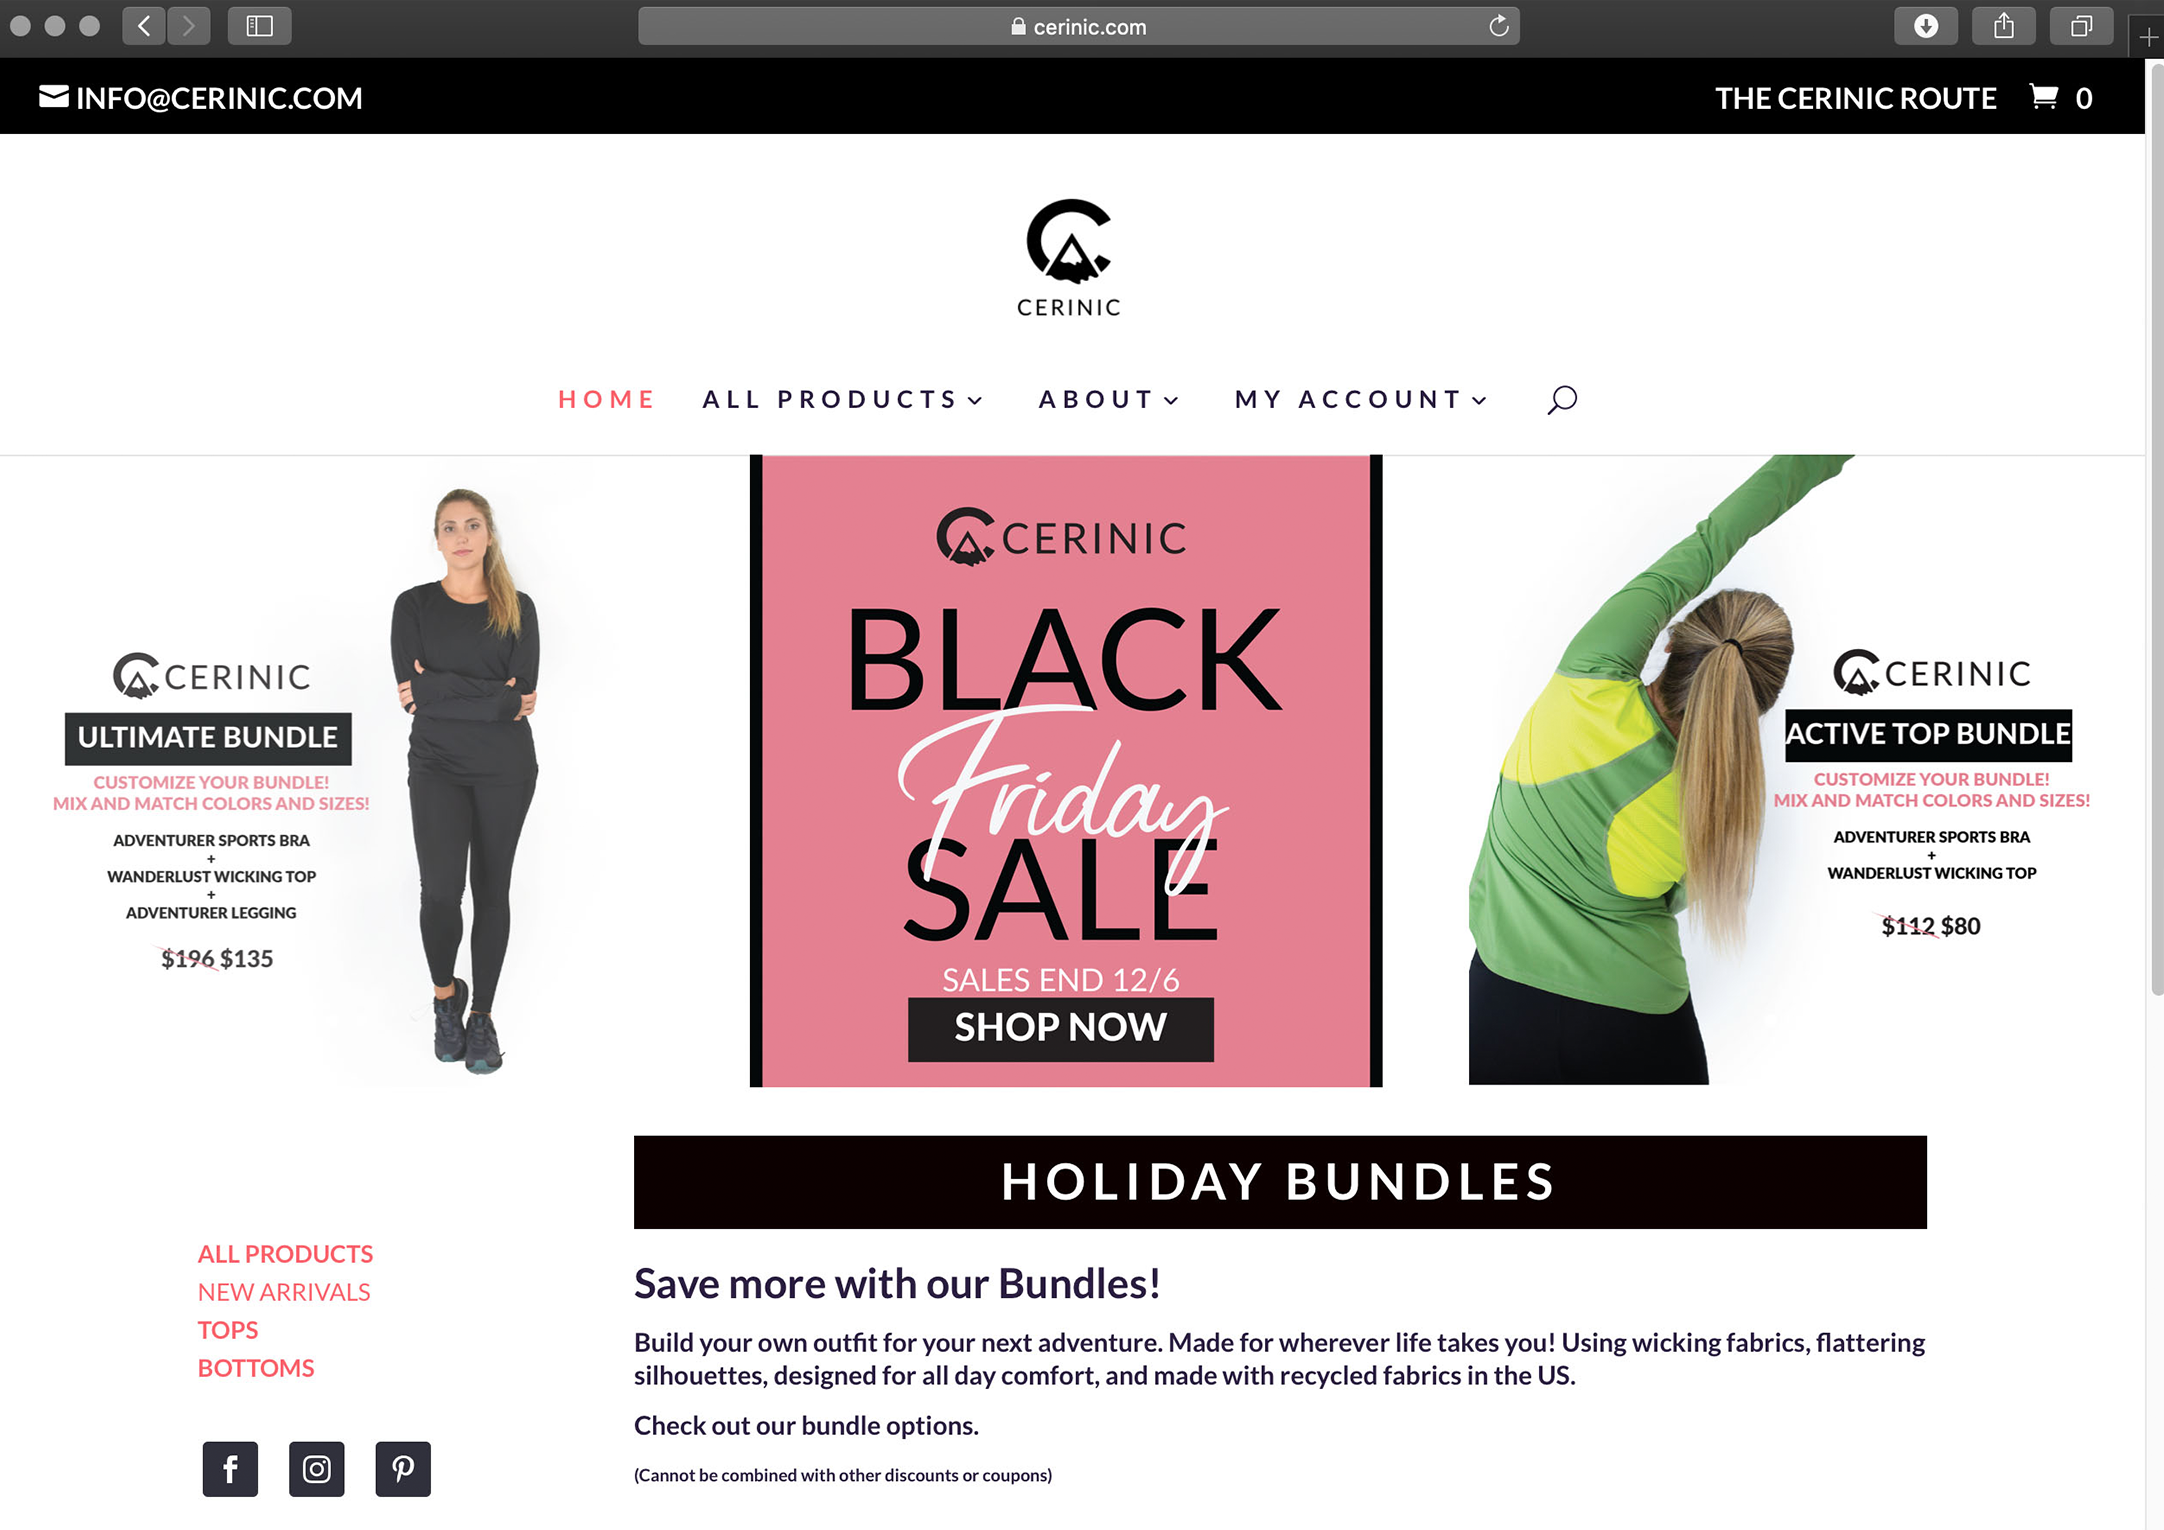 cerinic.com
INFO@CERINIC.COM
THE CERINIC ROUTE 0
CERINIC
HOME ALL PRODUCTS ABOUT MY ACCOUNT
CERINIC
ULTIMATE BUNDLE
CUSTOMIZE YOUR BUNDLE!
MIX AND MATCH COLORS AND SIZES!
ADVENTURER SPORTS BRA
+
WANDERLUST WICKING TOP
+
ADVENTURER LEGGING
$196 $135
CERINIC
BLACK
Friday
SALE
SALES END 12/6
SHOP NOW
CERINIC
ACTIVE TOP BUNDLE
CUSTOMIZE YOUR BUNDLE!
MIX AND MATCH COLORS AND SIZES!
ADVENTURER SPORTS BRA
+
WANDERLUST WICKING TOP
$112 $80
ALL PRODUCTS
NEW ARRIVALS
TOPS
BOTTOMS
HOLIDAY BUNDLES
Save more with our Bundles!
Build your own outfit for your next adventure. Made for wherever life takes you! Using wicking fabrics, flattering
silhouettes, designed for all day comfort, and made with recycled fabrics in the US.
Check out our bundle options.
(Cannot be combined with other discounts or coupons)